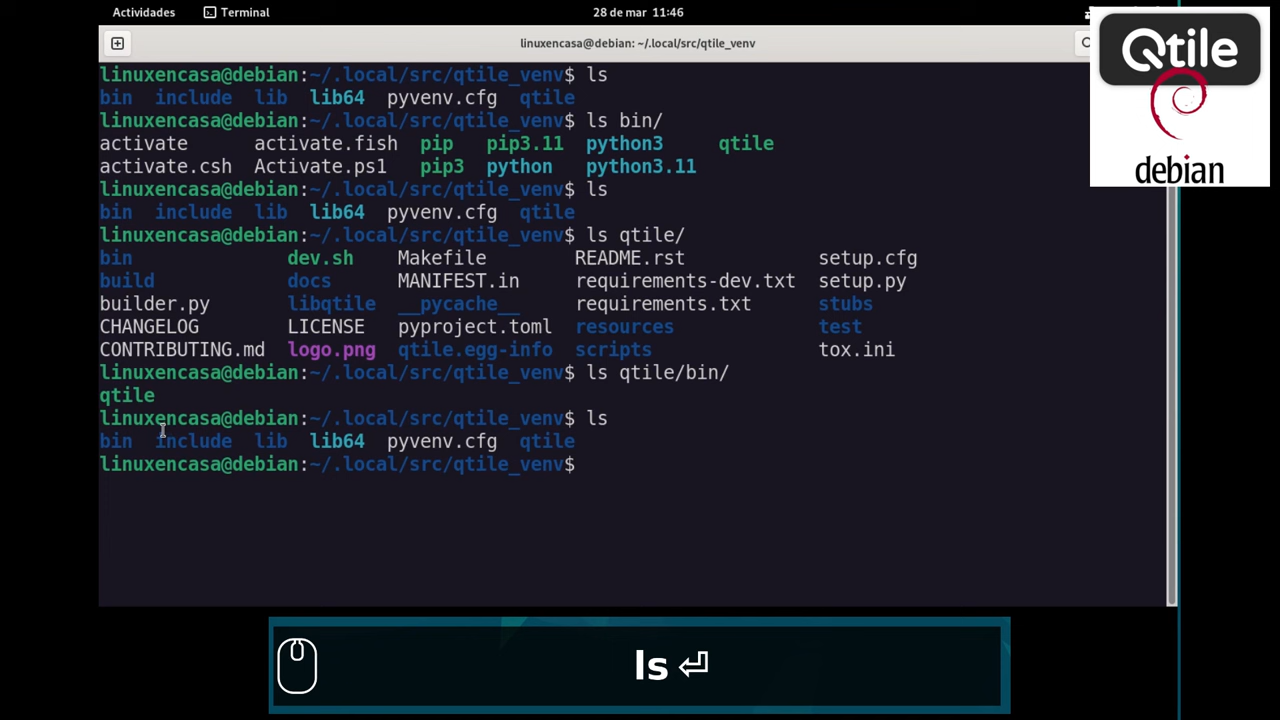 Actividades Terminal 28 de mar 11:46
linuxencasa@debian: ~/.local/src/qtile_venv
Qtile
debian
linuxencasa@debian:~/.local/src/qtile_venv$ ls
bin include lib lib64 pyvenv.cfg qtile
linuxencasa@debian:~/.local/src/qtile_venv$ ls bin/
activate activate.fish pip pip3.11 python3 qtile
activate.csh Activate.ps1 pip3 python python3.11
linuxencasa@debian:~/.local/src/qtile_venv$ ls
bin include lib lib64 pyvenv.cfg qtile
linuxencasa@debian:~/.local/src/qtile_venv$ ls qtile/
bin dev.sh Makefile README.rst setup.cfg
build docs MANIFEST.in requirements-dev.txt setup.py
builder.py libqtile __pycache__ requirements.txt stubs
CHANGELOG LICENSE pyproject.toml resources test
CONTRIBUTING.md logo.png qtile.egg-info scripts tox.ini
linuxencasa@debian:~/.local/src/qtile_venv$ ls qtile/bin/
qtile
linuxencasa@debian:~/.local/src/qtile_venv$ ls
bin include lib lib64 pyvenv.cfg qtile
linuxencasa@debian:~/.local/src/qtile_venv$
ls ⏎